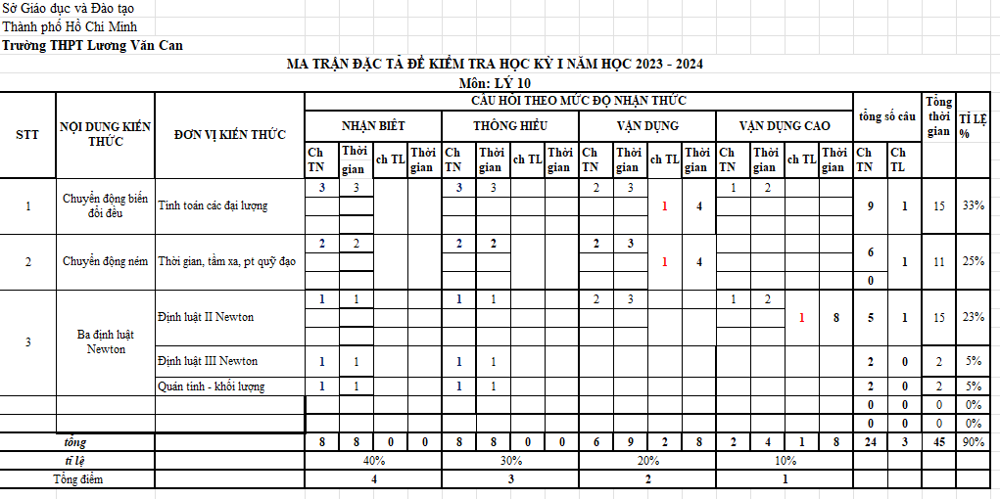 Sở Giáo dục và Đào tạo
Thành phố Hồ Chí Minh
Trường THPT Lương Văn Can
MA TRẬN ĐẶC TẢ ĐỀ KIỂM TRA HỌC KỲ I NĂM HỌC 2023 - 2024
Môn: LÝ 10
STT NỘI DUNG KIẾN THỨC ĐƠN VỊ KIẾN THỨC CÂU HỎI THEO MỨC ĐỘ NHẬN THỨC tổng số câu Tổng thời gian TỈ LỆ %
NHẬN BIẾT THÔNG HIỂU VẬN DỤNG VẬN DỤNG CAO
Ch TN Thời gian ch TL Thời gian Ch TN Thời gian ch TL Thời gian Ch TN Thời gian ch TL Thời gian Ch TN Thời gian ch TL Thời gian Ch TN Ch TL
1 Chuyển động biến đổi đều Tính toán các đại lượng 3 3 3 3 2 3 1 4 1 2 9 1 15 33%
2 Chuyển động ném Thời gian, tầm xa, pt quỹ đạo 2 2 2 2 2 3 1 4 6 0 1 11 25%
3 Ba định luật Newton Định luật II Newton 1 1 1 1 2 3 1 2 1 8 5 1 15 23%
Định luật III Newton 1 1 1 1 2 0 2 5%
Quán tính - khối lượng 1 1 1 1 2 0 2 5%
0 0 0 0%
0 0 0 0%
tổng 8 8 0 0 8 8 0 0 6 9 2 8 2 4 1 8 24 3 45 90%
tỉ lệ 40% 30% 20% 10%
Tổng điểm 4 3 2 1